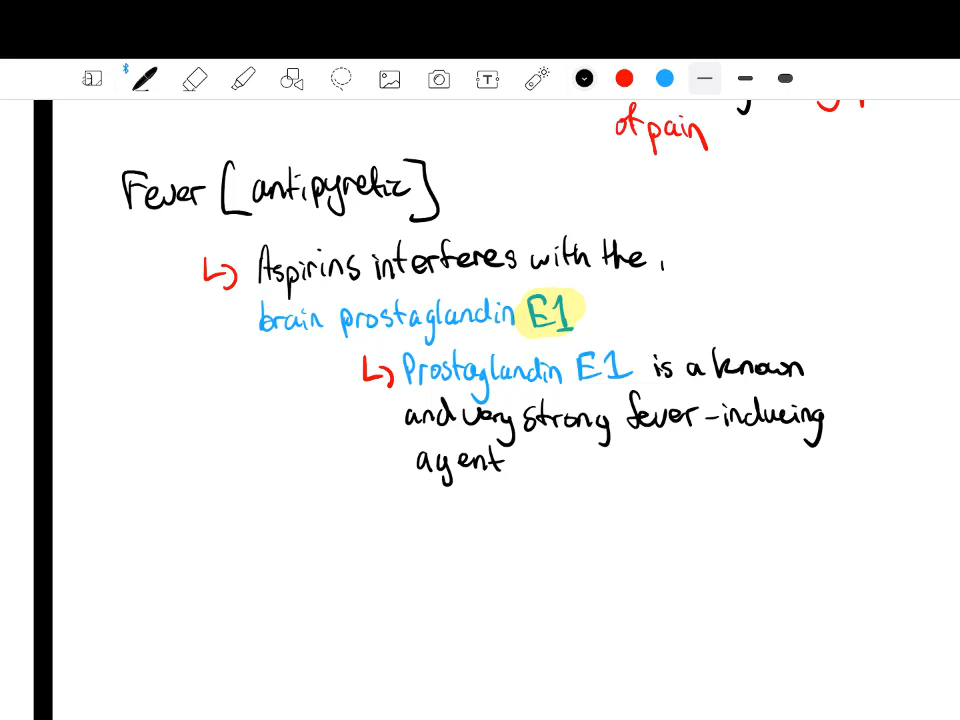 of pain
Fever [antipyretic]
↳ Aspirins interferes with the
brain prostaglandin E1
↳ Prostaglandin E1 is a known
and very strong fever-inducing
agent